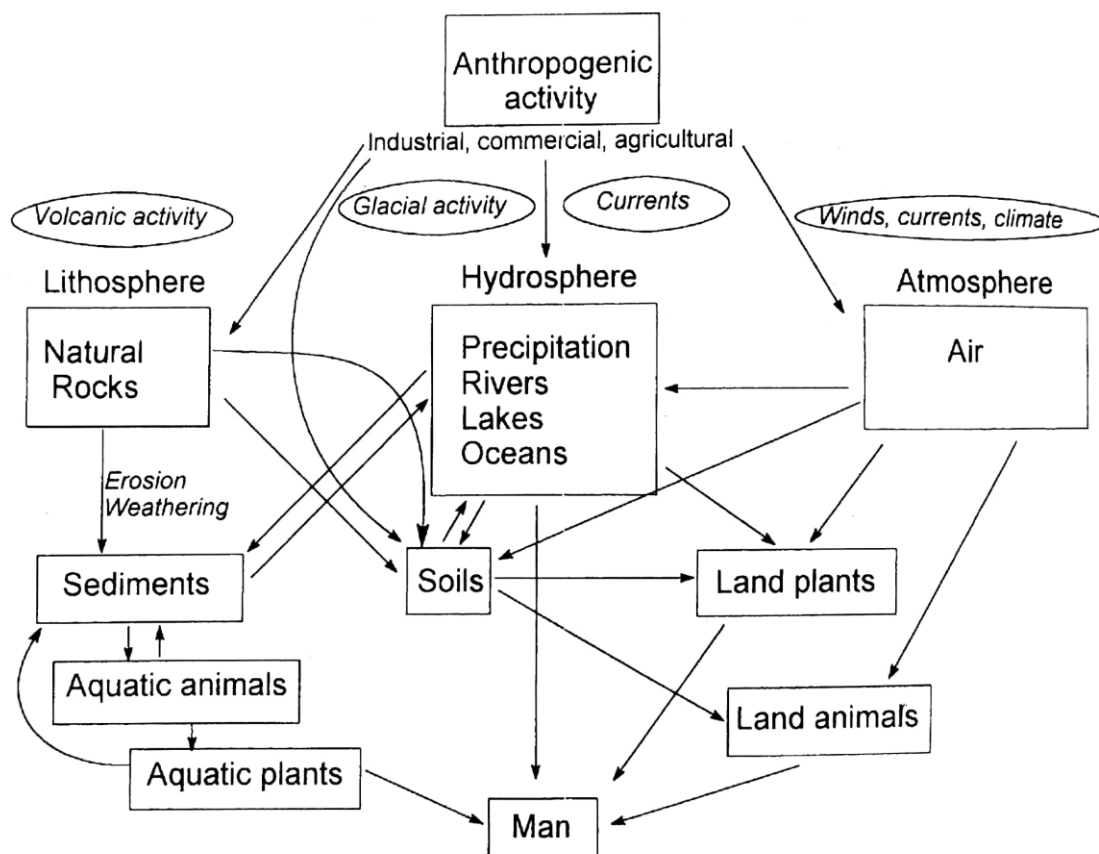 Anthropogenic
activity
Industrial, commercial, agricultural
Volcanic activity
Glacial activity
Currents
Winds, currents, climate
Lithosphere
Hydrosphere
Atmosphere
Natural
Rocks
Precipitation
Rivers
Lakes
Oceans
Air
Erosion
Weathering
Sediments
Soils
Land plants
Aquatic animals
Land animals
Aquatic plants
Man